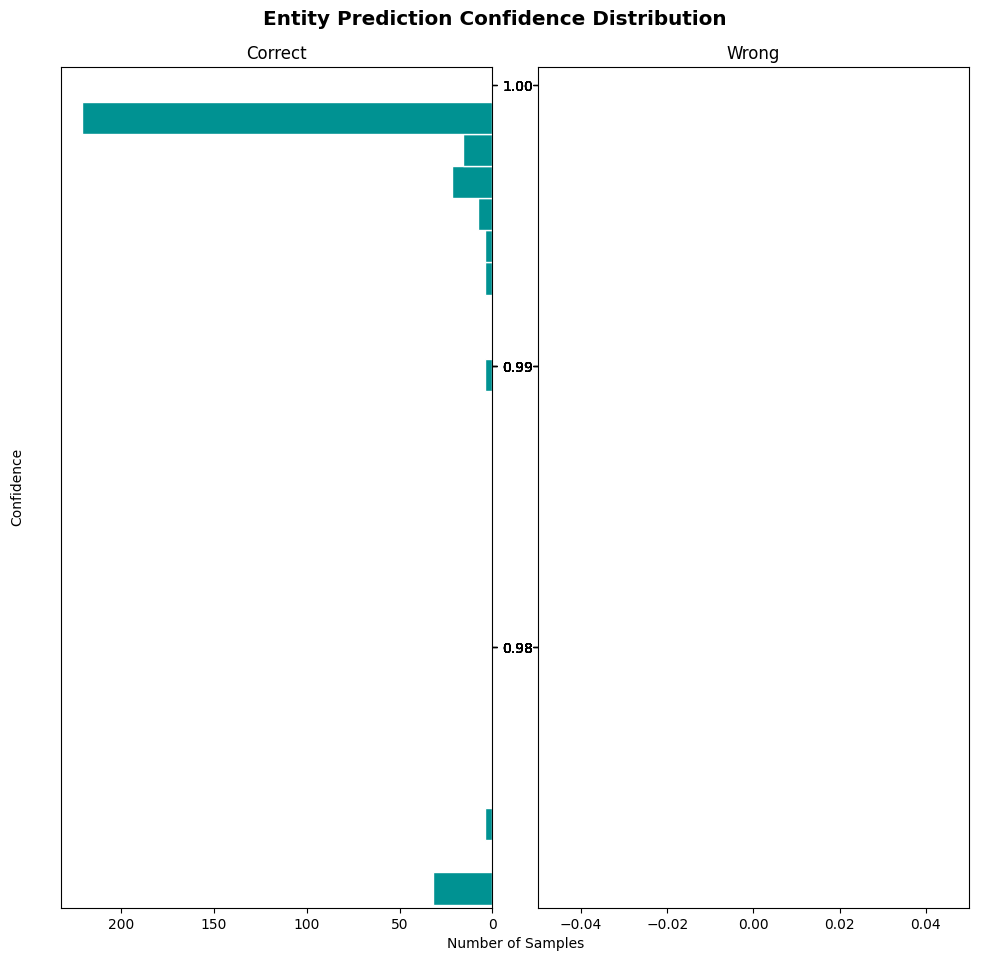 Entity Prediction Confidence Distribution
Correct
Wrong
1.00
0.99
0.98
Confidence
200 150 100 50 0
−0.04 −0.02 0.00 0.02 0.04
Number of Samples